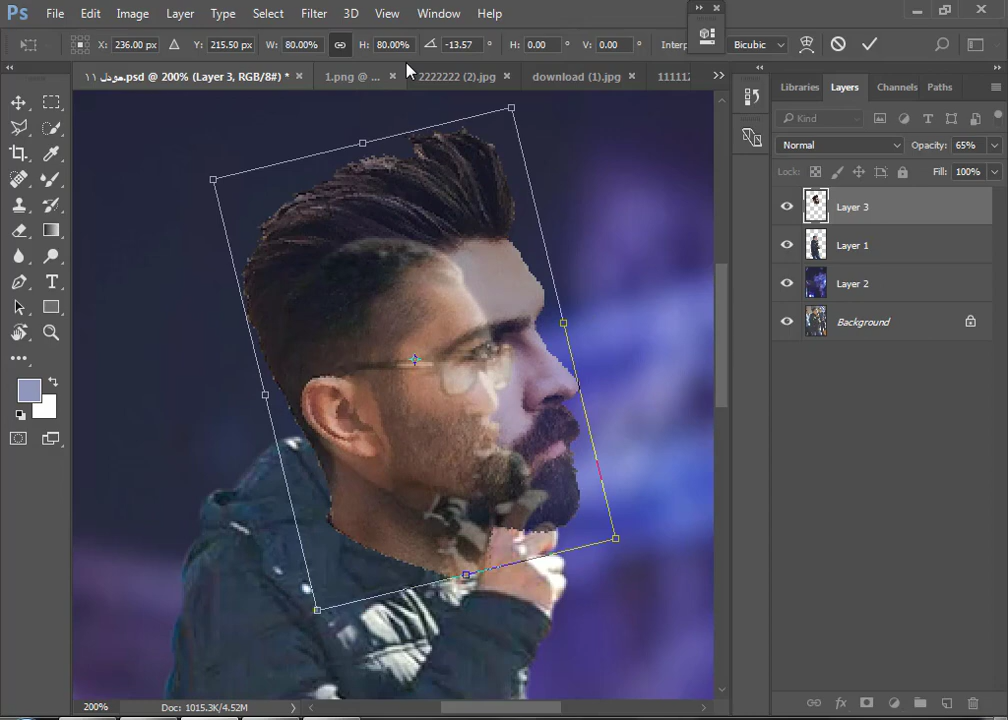 Ps File Edit Image Layer Type Select Filter 3D View Window Help
X: 236.00 px Y: 215.50 px W: 80.00% H: 80.00% -13.57 ° H: 0.00 ° V: 0.00 ° Interp Bicubic
مودل ١١.psd @ 200% (Layer 3, RGB/8#) * × 1.png @ ... × 2222222 (2).jpg × download (1).jpg × 111112
Libraries Layers Channels Paths
Kind
Normal Opacity: 65%
Lock: Fill: 100%
Layer 3
Layer 1
Layer 2
Background
T
200% Doc: 1015.3K/4.52M